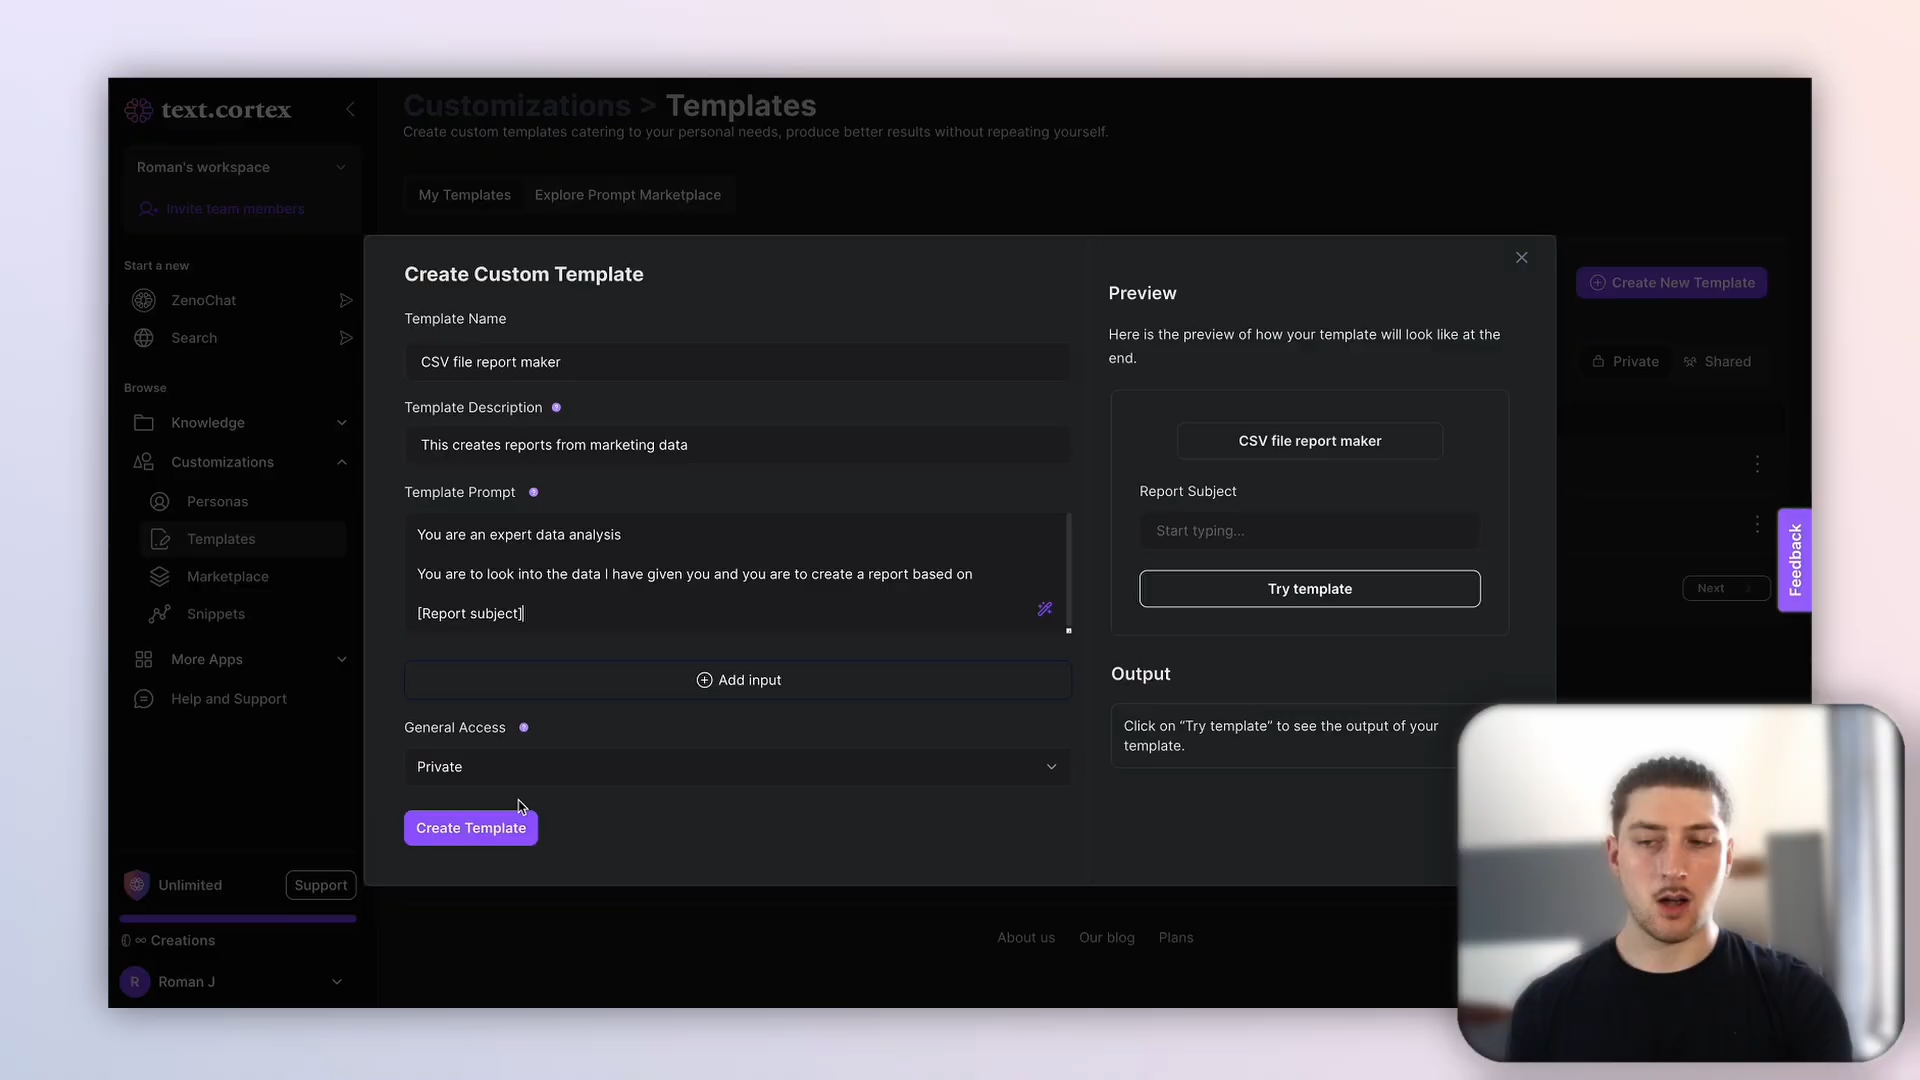 text.cortex
Customizations > Templates
Create custom templates catering to your personal needs, produce better results without repeating yourself.
Roman's workspace
Invite team members
My Templates
Explore Prompt Marketplace
Start a new
ZenoChat
Search
Browse
Knowledge
Customizations
Personas
Templates
Marketplace
Snippets
More Apps
Help and Support
Unlimited
Support
∞ Creations
R
Roman J
Create Custom Template
Template Name
CSV file report maker
Template Description
This creates reports from marketing data
Template Prompt
You are an expert data analysis
You are to look into the data I have given you and you are to create a report based on
[Report subject]
Add input
General Access
Private
Create Template
Preview
Here is the preview of how your template will look like at the
end.
CSV file report maker
Report Subject
Start typing...
Try template
Output
Click on “Try template” to see the output of your
template.
Create New Template
Private
Shared
Next
Feedback
About us
Our blog
Plans